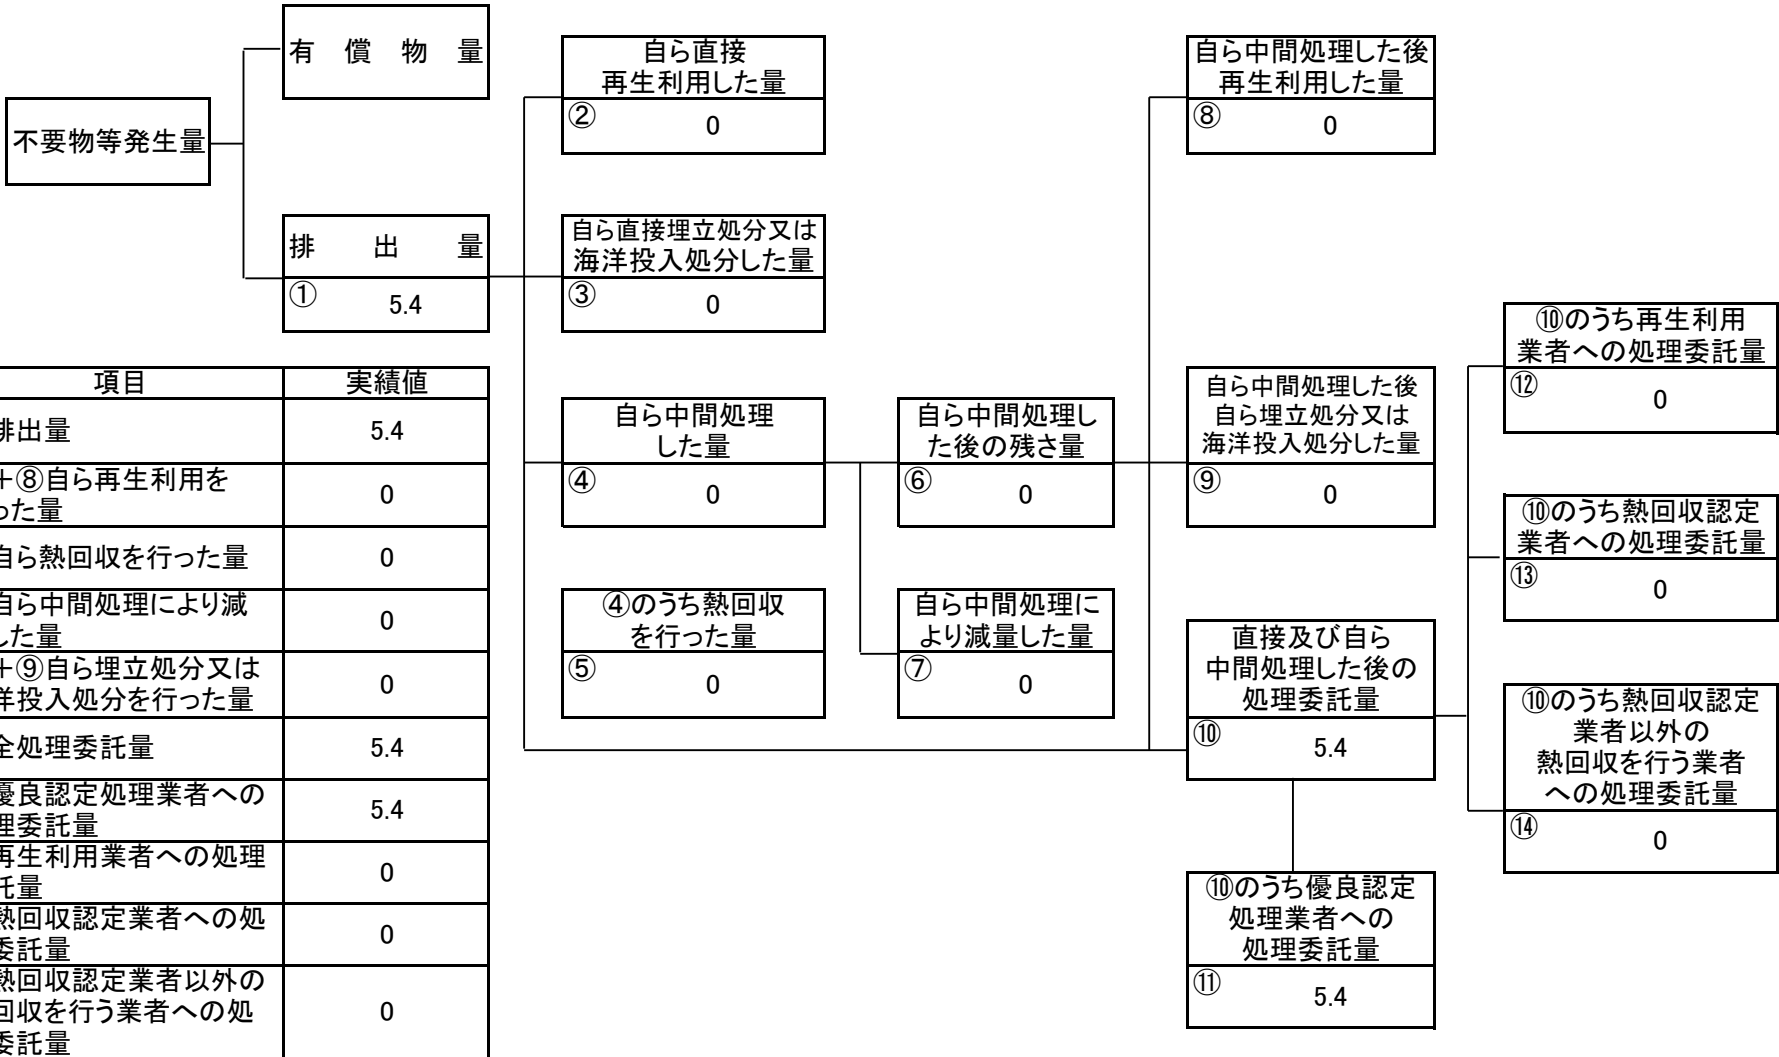 有償物量
不要物等発生量
排出量
① 5.4
自ら直接
再生利用した量
② 0
自ら直接埋立処分又は
海洋投入処分した量
③ 0
自ら中間処理
した量
④ 0
④のうち熱回収
を行った量
⑤ 0
自ら中間処理し
た後の残さ量
⑥ 0
自ら中間処理に
より減量した量
⑦ 0
自ら中間処理した後
再生利用した量
⑧ 0
自ら中間処理した後
自ら埋立処分又は
海洋投入処分した量
⑨ 0
直接及び自ら
中間処理した後の
処理委託量
⑩ 5.4
⑩のうち優良認定
処理業者への
処理委託量
⑪ 5.4
⑩のうち再生利用
業者への処理委託量
⑫ 0
⑩のうち熱回収認定
業者への処理委託量
⑬ 0
⑩のうち熱回収認定
業者以外の
熱回収を行う業者
への処理委託量
⑭ 0
項目 実績値
排出量 5.4
+⑧自ら再生利用を
った量 0
自ら熱回収を行った量 0
自ら中間処理により減
した量 0
+⑨自ら埋立処分又は
洋投入処分を行った量 0
全処理委託量 5.4
優良認定処理業者への
理委託量 5.4
再生利用業者への処理
託量 0
熱回収認定業者への処
委託量 0
熱回収認定業者以外の
回収を行う業者への処
委託量 0